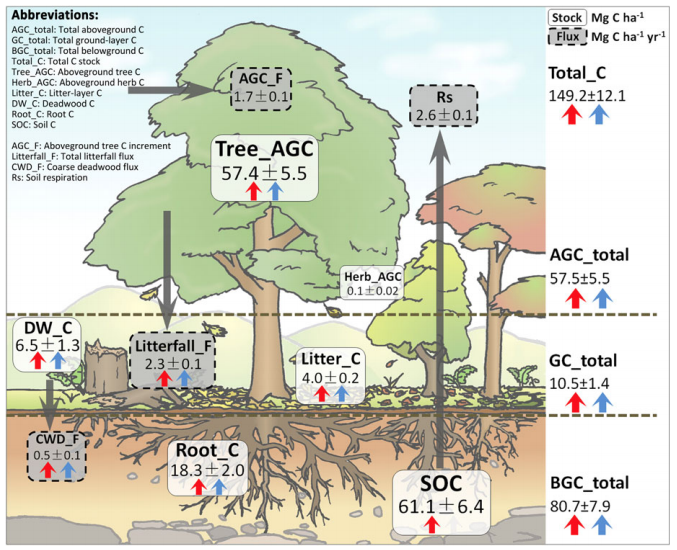 Abbreviations:
AGC_total: Total aboveground C
GC_total: Total ground-layer C
BGC_total: Total belowground C
Total_C: Total C stock
Tree_AGC: Aboveground tree C
Herb_AGC: Aboveground herb C
Litter_C: Litter-layer C
DW_C: Deadwood C
Root_C: Root C
SOC: Soil C
AGC_F: Aboveground tree C increment
Litterfall_F: Total litterfall flux
CWD_F: Coarse deadwood flux
Rs: Soil respiration
Stock Mg C ha⁻¹
Flux Mg C ha⁻¹ yr⁻¹
AGC_F
1.7±0.1
Rs
2.6±0.1
Total_C
149.2±12.1
Tree_AGC
57.4±5.5
Herb_AGC
0.1±0.02
AGC_total
57.5±5.5
DW_C
6.5±1.3
Litterfall_F
2.3±0.1
Litter_C
4.0±0.2
GC_total
10.5±1.4
CWD_F
0.5±0.1
Root_C
18.3±2.0
SOC
61.1±6.4
BGC_total
80.7±7.9